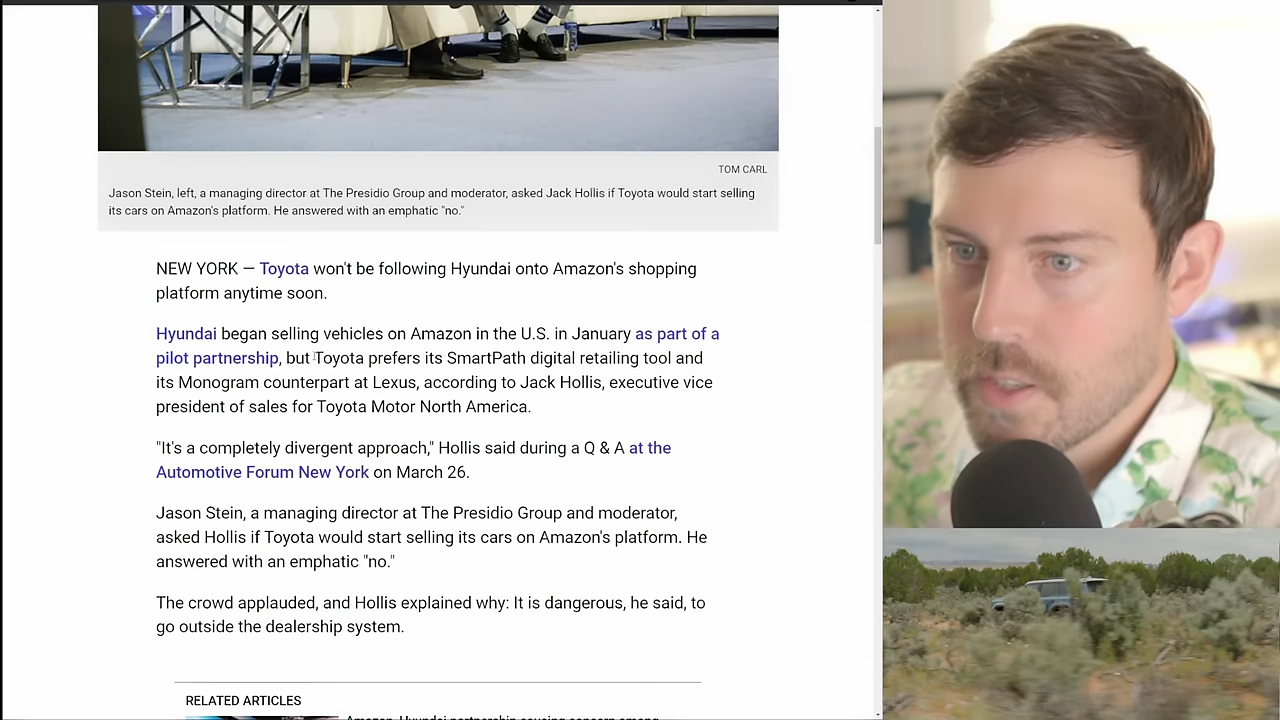 TOM CARL
Jason Stein, left, a managing director at The Presidio Group and moderator, asked Jack Hollis if Toyota would start selling
its cars on Amazon's platform. He answered with an emphatic "no."
NEW YORK — Toyota won't be following Hyundai onto Amazon's shopping
platform anytime soon.
Hyundai began selling vehicles on Amazon in the U.S. in January as part of a
pilot partnership, but Toyota prefers its SmartPath digital retailing tool and
its Monogram counterpart at Lexus, according to Jack Hollis, executive vice
president of sales for Toyota Motor North America.
"It's a completely divergent approach," Hollis said during a Q & A at the
Automotive Forum New York on March 26.
Jason Stein, a managing director at The Presidio Group and moderator,
asked Hollis if Toyota would start selling its cars on Amazon's platform. He
answered with an emphatic "no."
The crowd applauded, and Hollis explained why: It is dangerous, he said, to
go outside the dealership system.
RELATED ARTICLES
Amazon, Hyundai partnership causing concern among